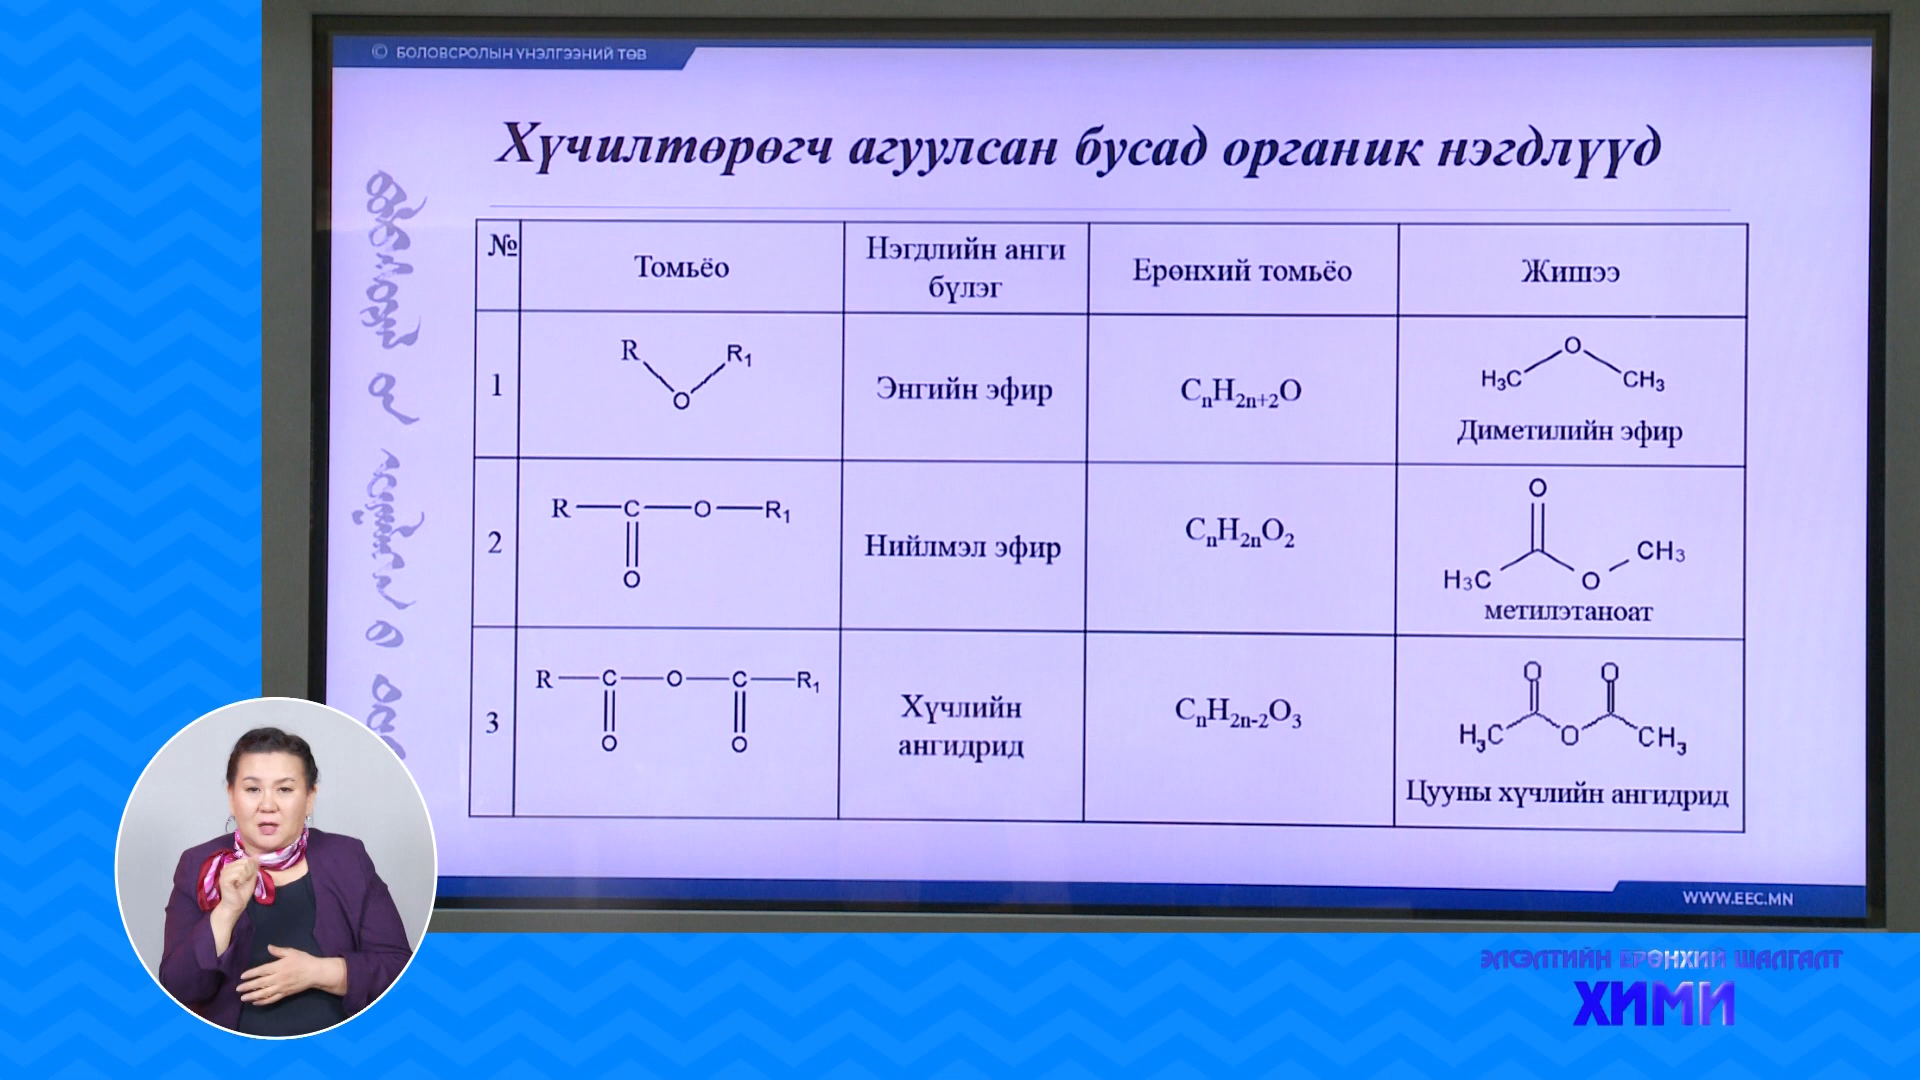 © БОЛОВСРОЛЫН ҮНЭЛГЭЭНИЙ ТӨВ
Хүчилтөрөгч агуулсан бусад органик нэгдлүүд
№ Томьёо Нэгдлийн анги бүлэг Ерөнхий томьёо Жишээ
1 R O R₁ Энгийн эфир CₙH₂ₙ₊₂O H₃C O CH₃
Диметилийн эфир
2 R C O R₁ O Нийлмэл эфир CₙH₂ₙO₂ O H₃C O CH₃
метилэтаноат
3 R C O C R₁ O O Хүчлийн ангидрид CₙH₂ₙ₋₂O₃ O O H₃C O CH₃
Цууны хүчлийн ангидрид
WWW.EEC.MN
ЭЛСЭЛТИЙН ЕРӨНХИЙ ШАЛГАЛТ
ХИМИ